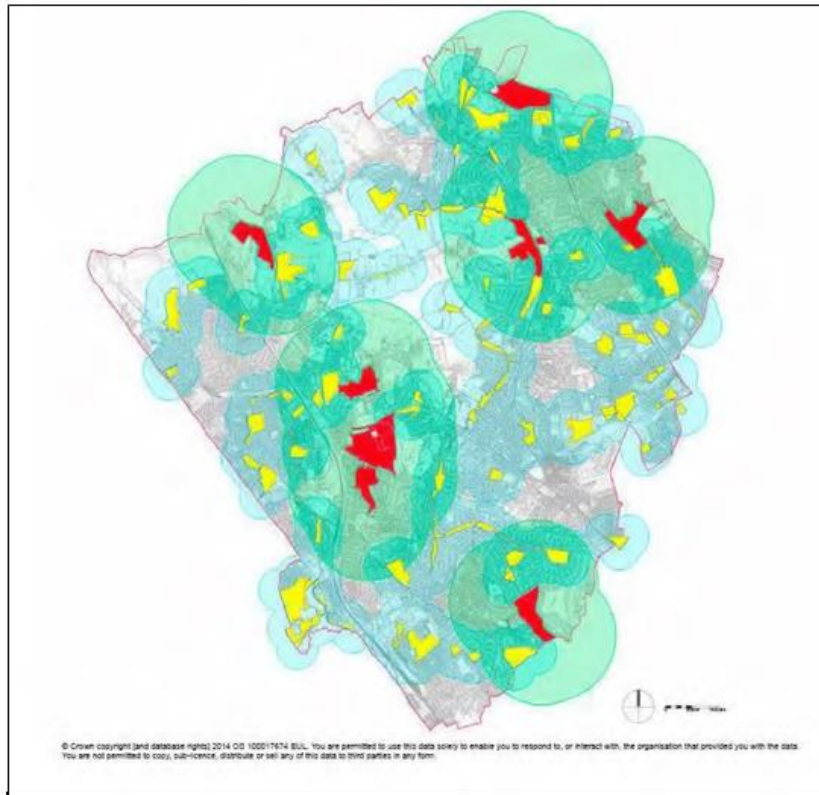 © Crown copyright [and database rights] 2014 OS 100017674 EUL. You are permitted to use this data solely to enable you to respond to, or interact with, the organisation that provided you with the data.
You are not permitted to copy, sub-licence, distribute or sell any of this data to third parties in any form.